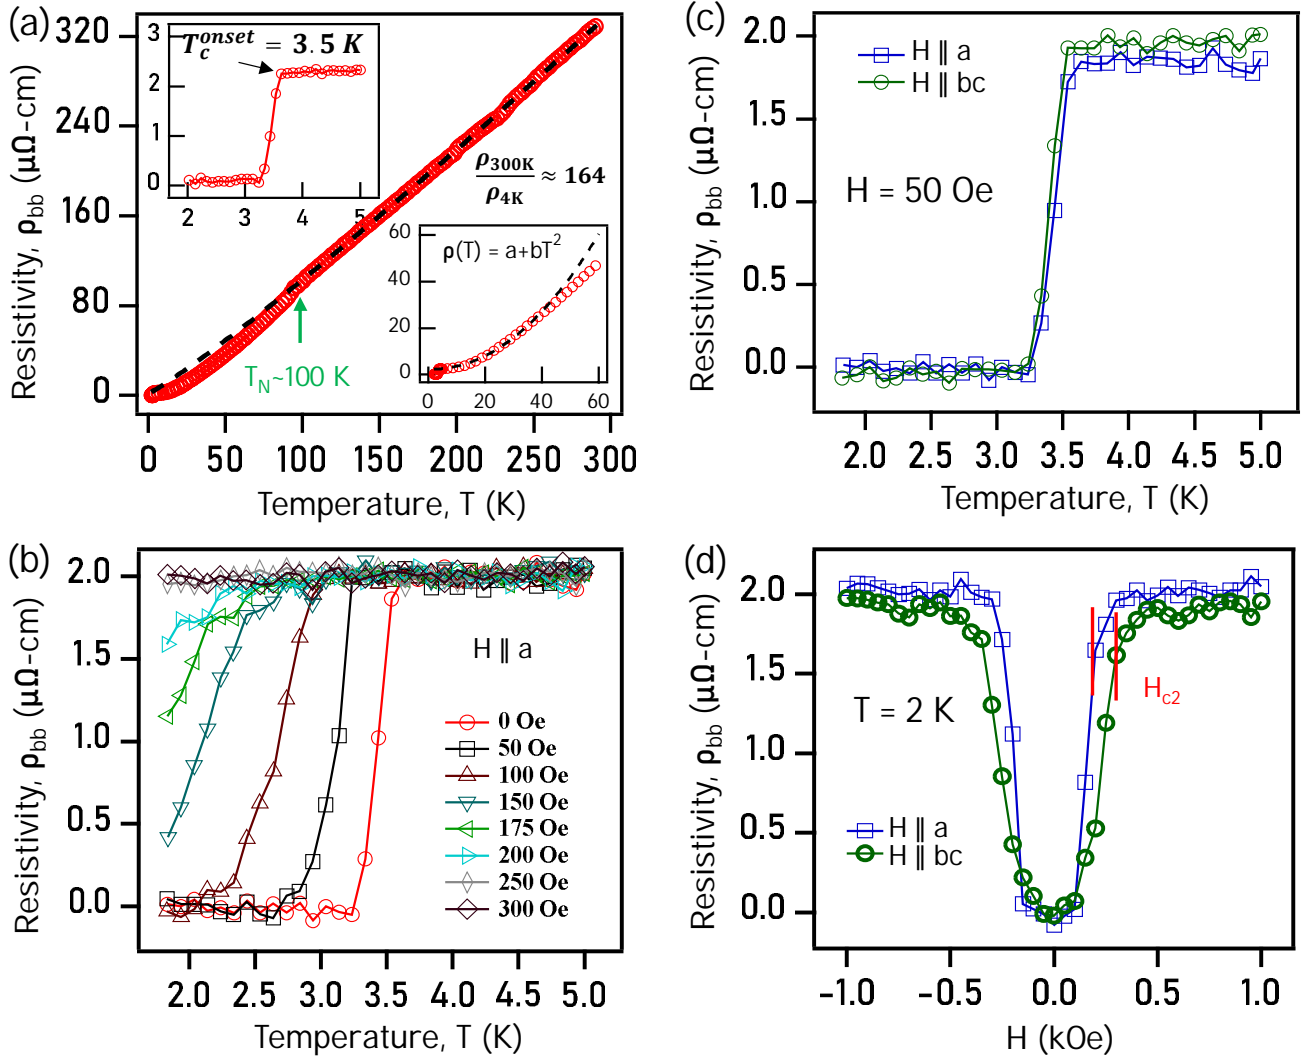 (a)
320
240
160
80
0
Resistivity, ρbb (μΩ-cm)
3
2
1
0
T_c^onset = 3.5 K
2 3 4 5
ρ300K/ρ4K ≈ 164
60
40
20
0
ρ(T) = a+bT²
0 20 40 60
TN~100 K
0 50 100 150 200 250 300
Temperature, T (K)
(b)
2.0
1.5
1.0
0.5
0.0
Resistivity, ρbb (μΩ-cm)
H ∥ a
0 Oe
50 Oe
100 Oe
150 Oe
175 Oe
200 Oe
250 Oe
300 Oe
2.0 2.5 3.0 3.5 4.0 4.5 5.0
Temperature, T (K)
(c)
2.0
1.5
1.0
0.5
0.0
Resistivity, ρbb (μΩ-cm)
H ∥ a
H ∥ bc
H = 50 Oe
2.0 2.5 3.0 3.5 4.0 4.5 5.0
Temperature, T (K)
(d)
2.0
1.5
1.0
0.5
0.0
Resistivity, ρbb (μΩ-cm)
Hc2
T = 2 K
H ∥ a
H ∥ bc
−1.0 −0.5 0.0 0.5 1.0
H (kOe)